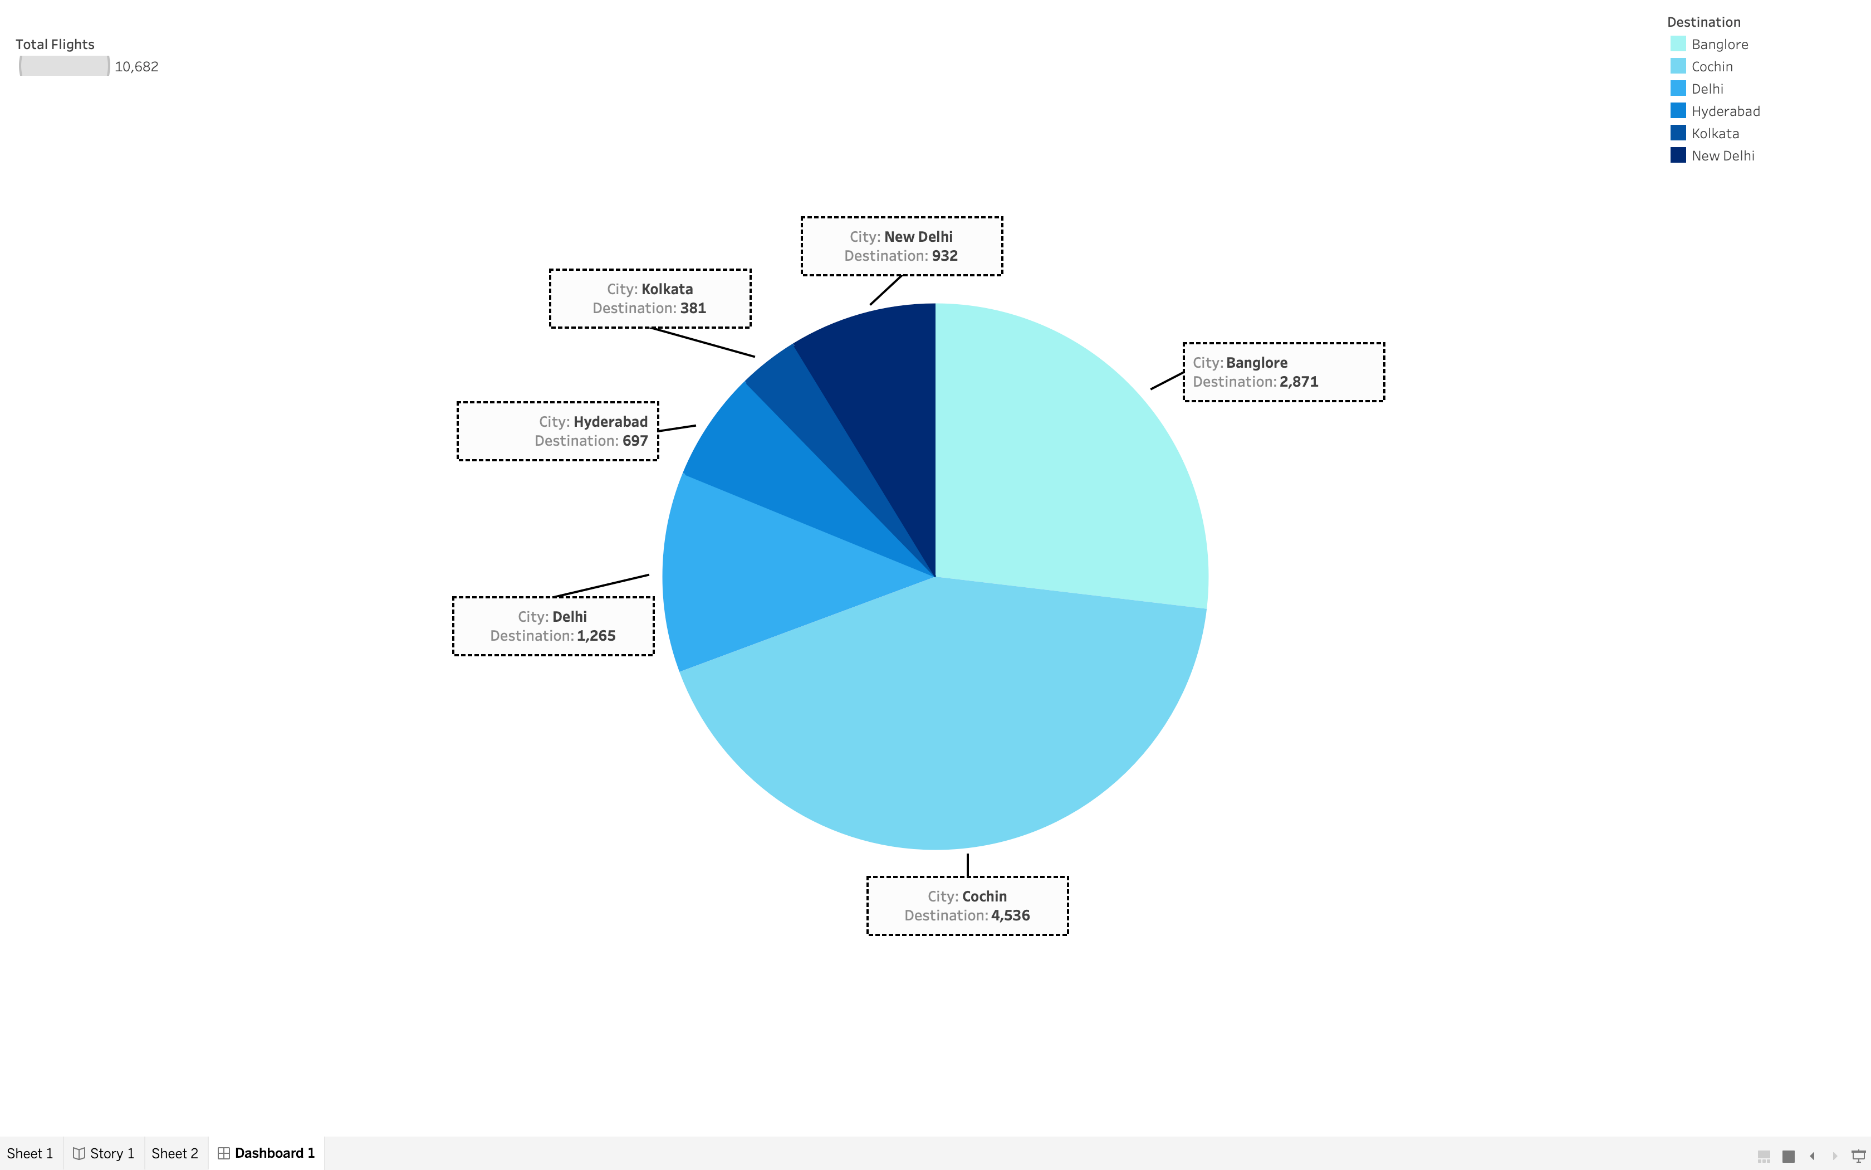 Total Flights
10,682
Destination
Banglore
Cochin
Delhi
Hyderabad
Kolkata
New Delhi
City: New Delhi
Destination: 932
City: Kolkata
Destination: 381
City: Banglore
Destination: 2,871
City: Hyderabad
Destination: 697
City: Delhi
Destination: 1,265
City: Cochin
Destination: 4,536
Sheet 1 Story 1 Sheet 2 Dashboard 1